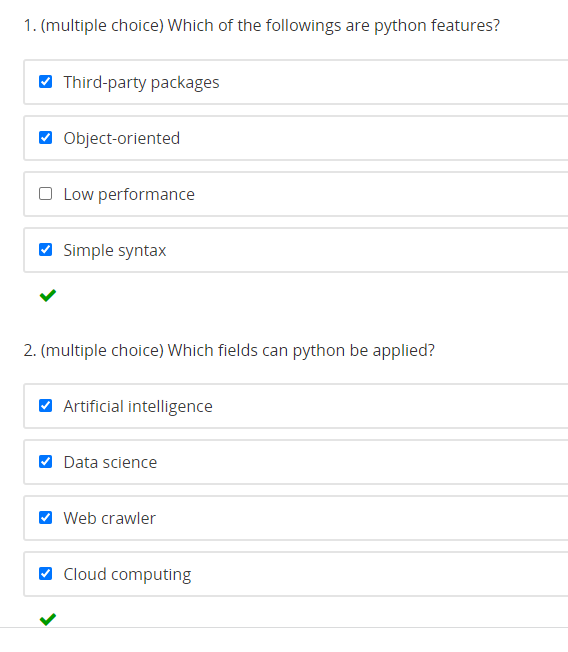 1. (multiple choice) Which of the followings are python features?
Third-party packages
Object-oriented
Low performance
Simple syntax
2. (multiple choice) Which fields can python be applied?
Artificial intelligence
Data science
Web crawler
Cloud computing